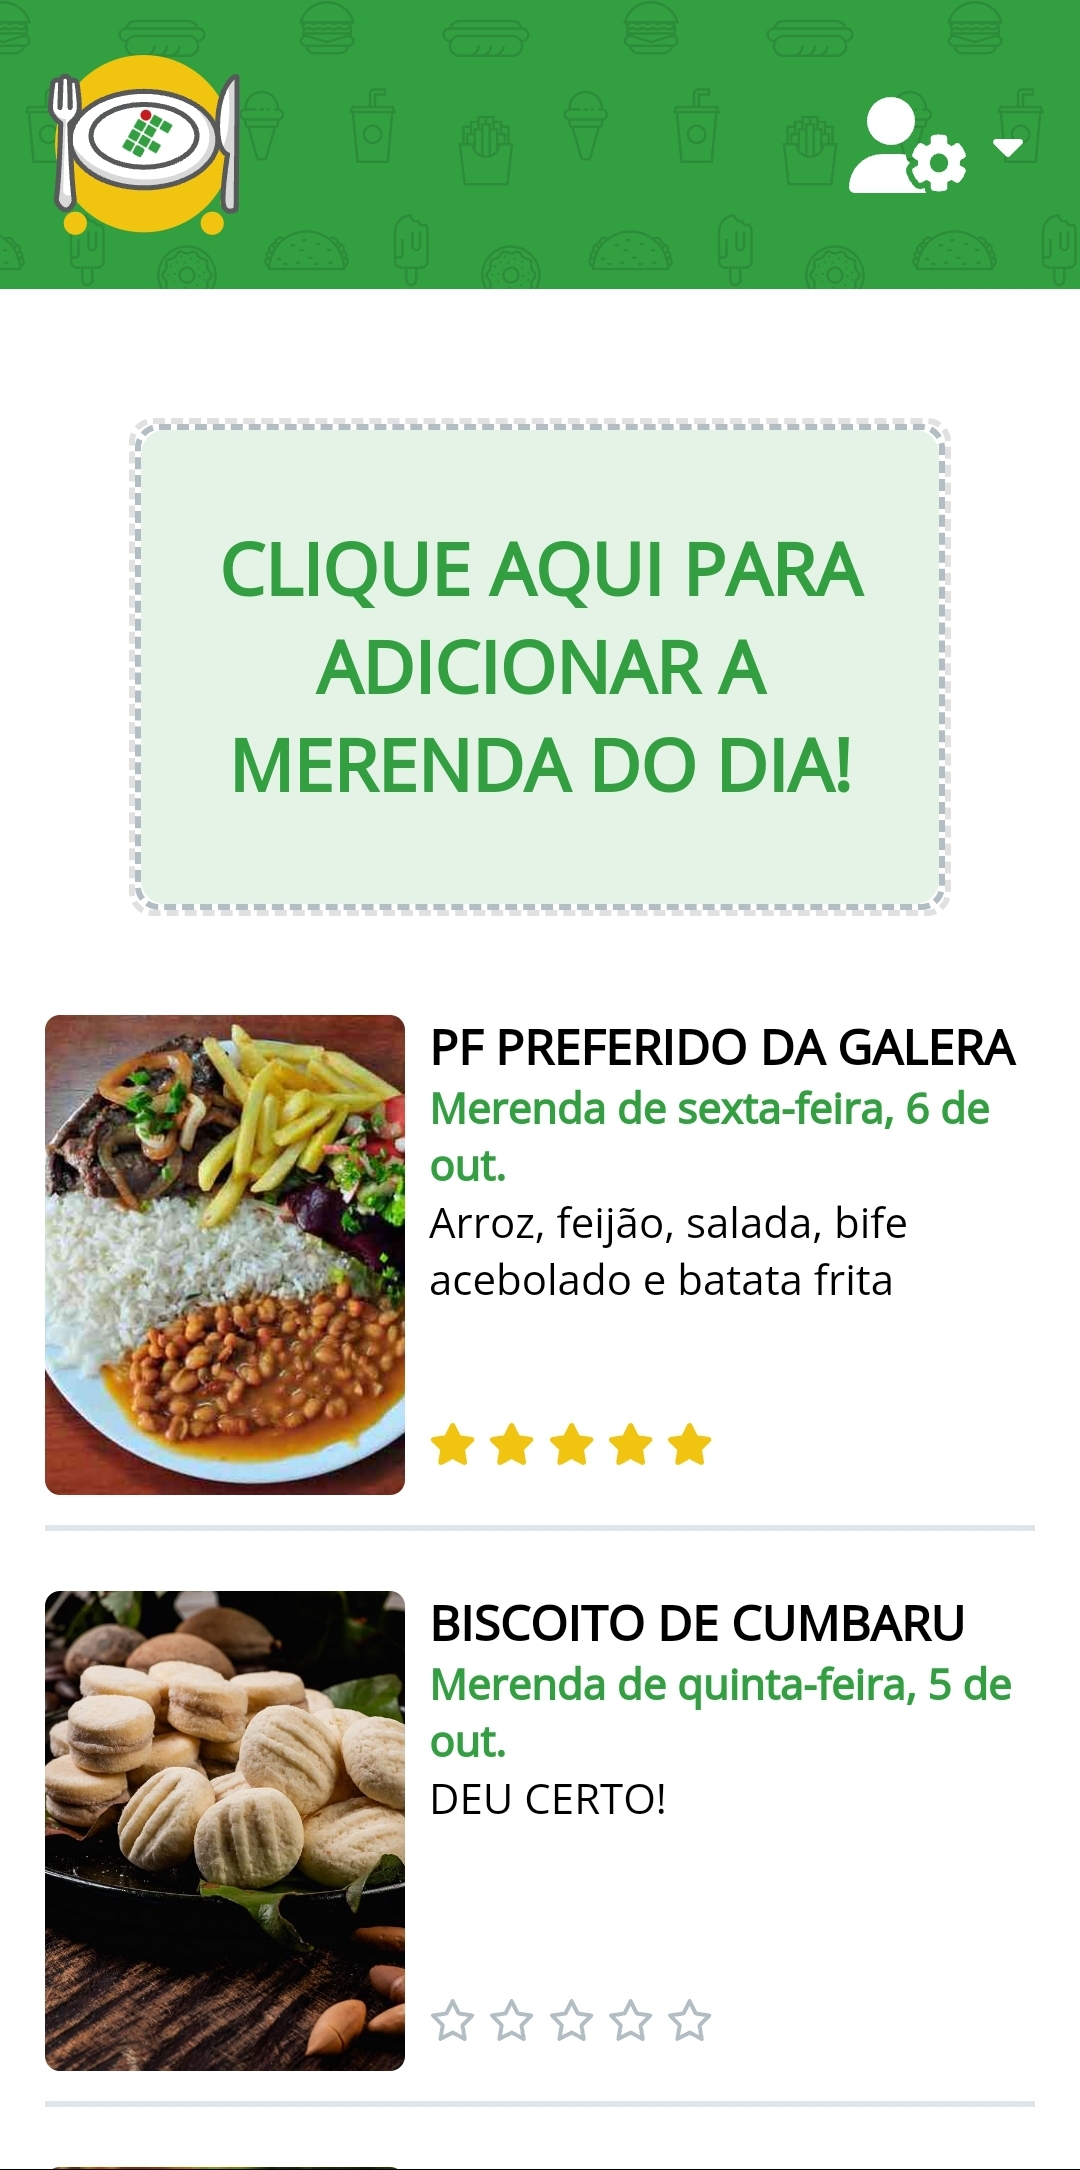 CLIQUE AQUI PARA
ADICIONAR A
MERENDA DO DIA!
PF PREFERIDO DA GALERA
Merenda de sexta-feira, 6 de
out.
Arroz, feijão, salada, bife
acebolado e batata frita
BISCOITO DE CUMBARU
Merenda de quinta-feira, 5 de
out.
DEU CERTO!